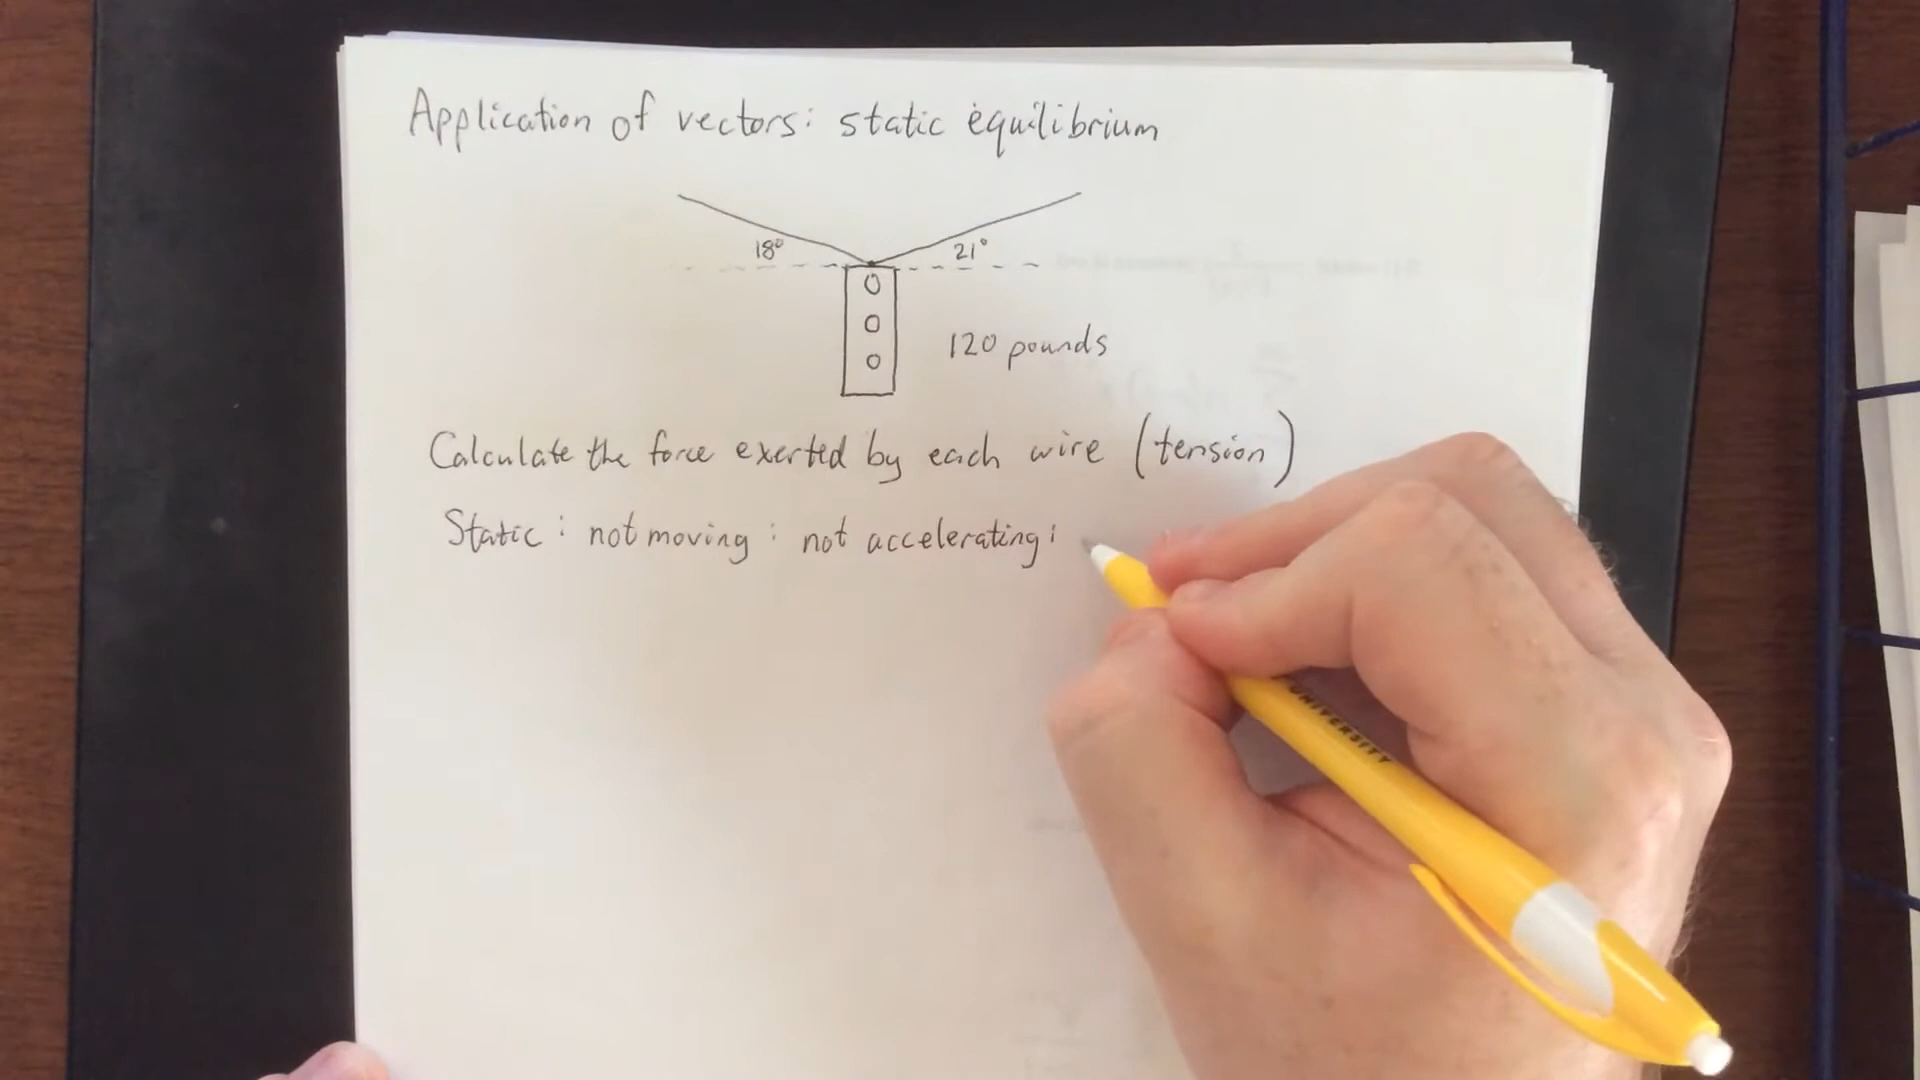 Application of vectors: static equilibrium
18° 21°
120 pounds
Calculate the force exerted by each wire (tension)
Static : not moving : not accelerating :
UNIVERSITY